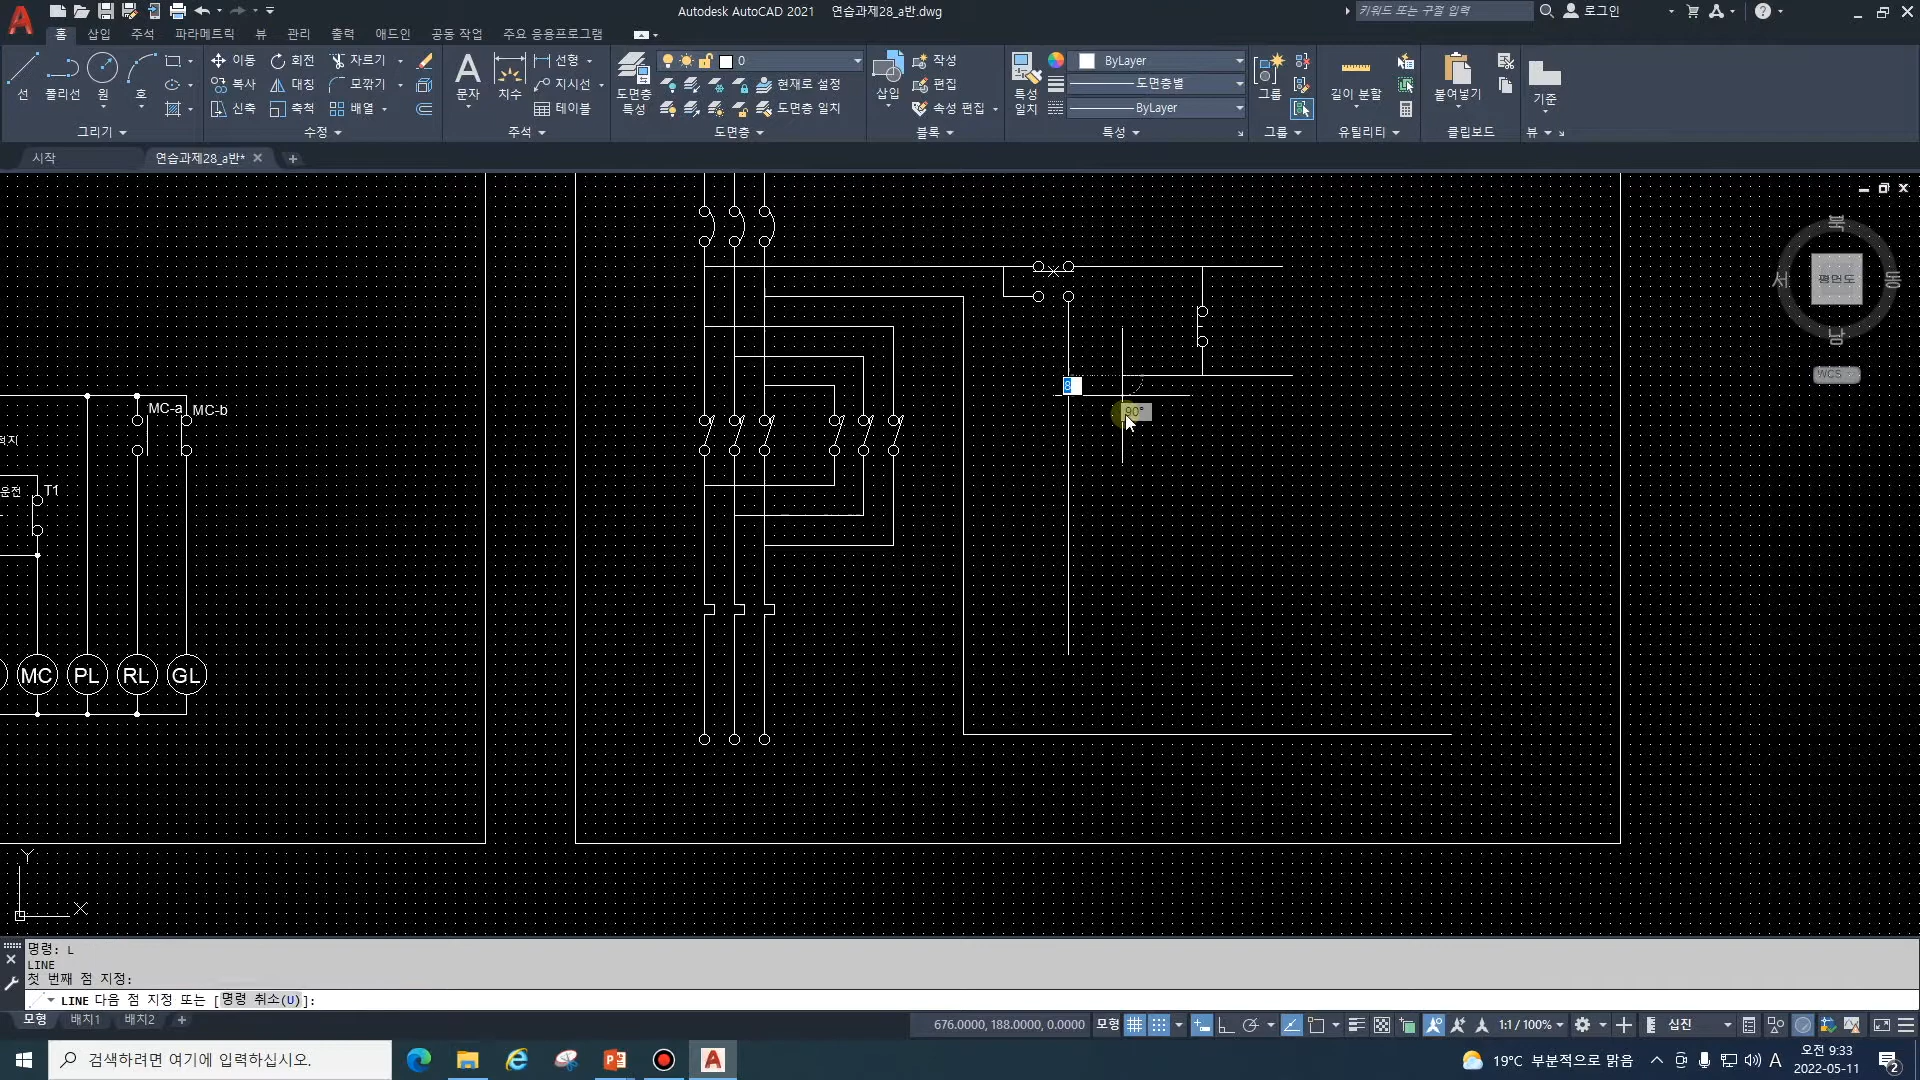 Autodesk AutoCAD 2021 연습과제28_a반.dwg
키워드 또는 구절 입력
로그인
홈 삽입 주석 파라메트릭 뷰 관리 출력 애드인 공동 작업 주요 응용프로그램
선 폴리선 원 호
그리기
이동 회전 자르기
복사 대칭 모깎기
신축 축척 배열
수정
문자 치수
선형
지시선
테이블
주석
도면층 특성
0
현재로 설정
도면층 일치
도면층
삽입
작성
편집
속성 편집
블록
특성 일치
ByLayer
도면층별
ByLayer
특성
그룹
그룹
길이 분할
유틸리티
붙여넣기
클립보드
기준
뷰
시작
연습과제28_a반*
북
서 평면도 동
남
WCS
MC-a MC-b
운전 T1
MC PL RL GL
8
90°
Y
X
명령: L
LINE
첫 번째 점 지정:
LINE 다음 점 지정 또는 [명령 취소(U)]:
모형 배치1 배치2
676.0000, 188.0000, 0.0000 모형 1:1 / 100% 십진
검색하려면 여기에 입력하십시오.
19°C 부분적으로 맑음 A
오전 9:33
2022-05-11
2